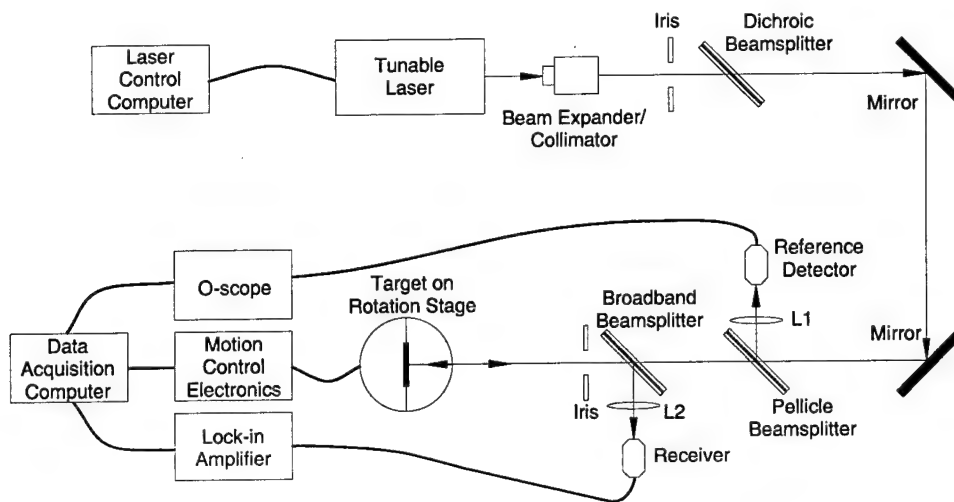 Laser
Control
Computer
Tunable
Laser
Beam Expander/
Collimator
Iris
Dichroic
Beamsplitter
Mirror
Reference
Detector
L1
Mirror
O-scope
Target on
Rotation Stage
Broadband
Beamsplitter
Data
Acquisition
Computer
Motion
Control
Electronics
Iris
L2
Pellicle
Beamsplitter
Lock-in
Amplifier
Receiver